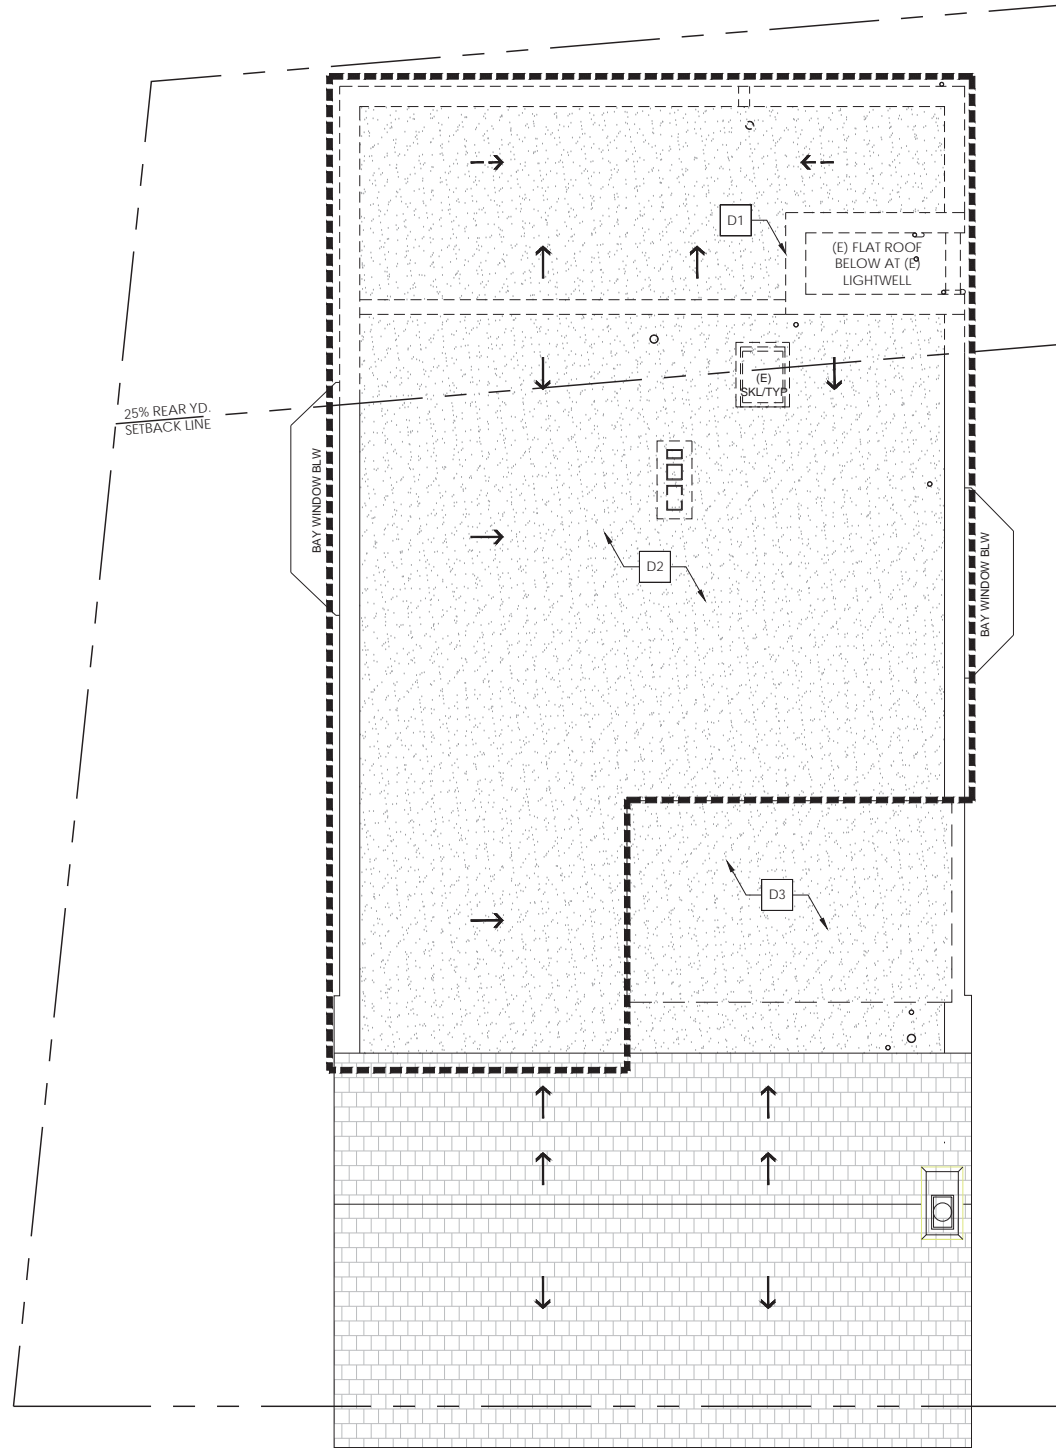 D1
(E) FLAT ROOF
BELOW AT (E)
LIGHTWELL
(E)
SKL/TYP
25% REAR YD.
SETBACK LINE
BAY WINDOW BLW
BAY WINDOW BLW
D2
D3